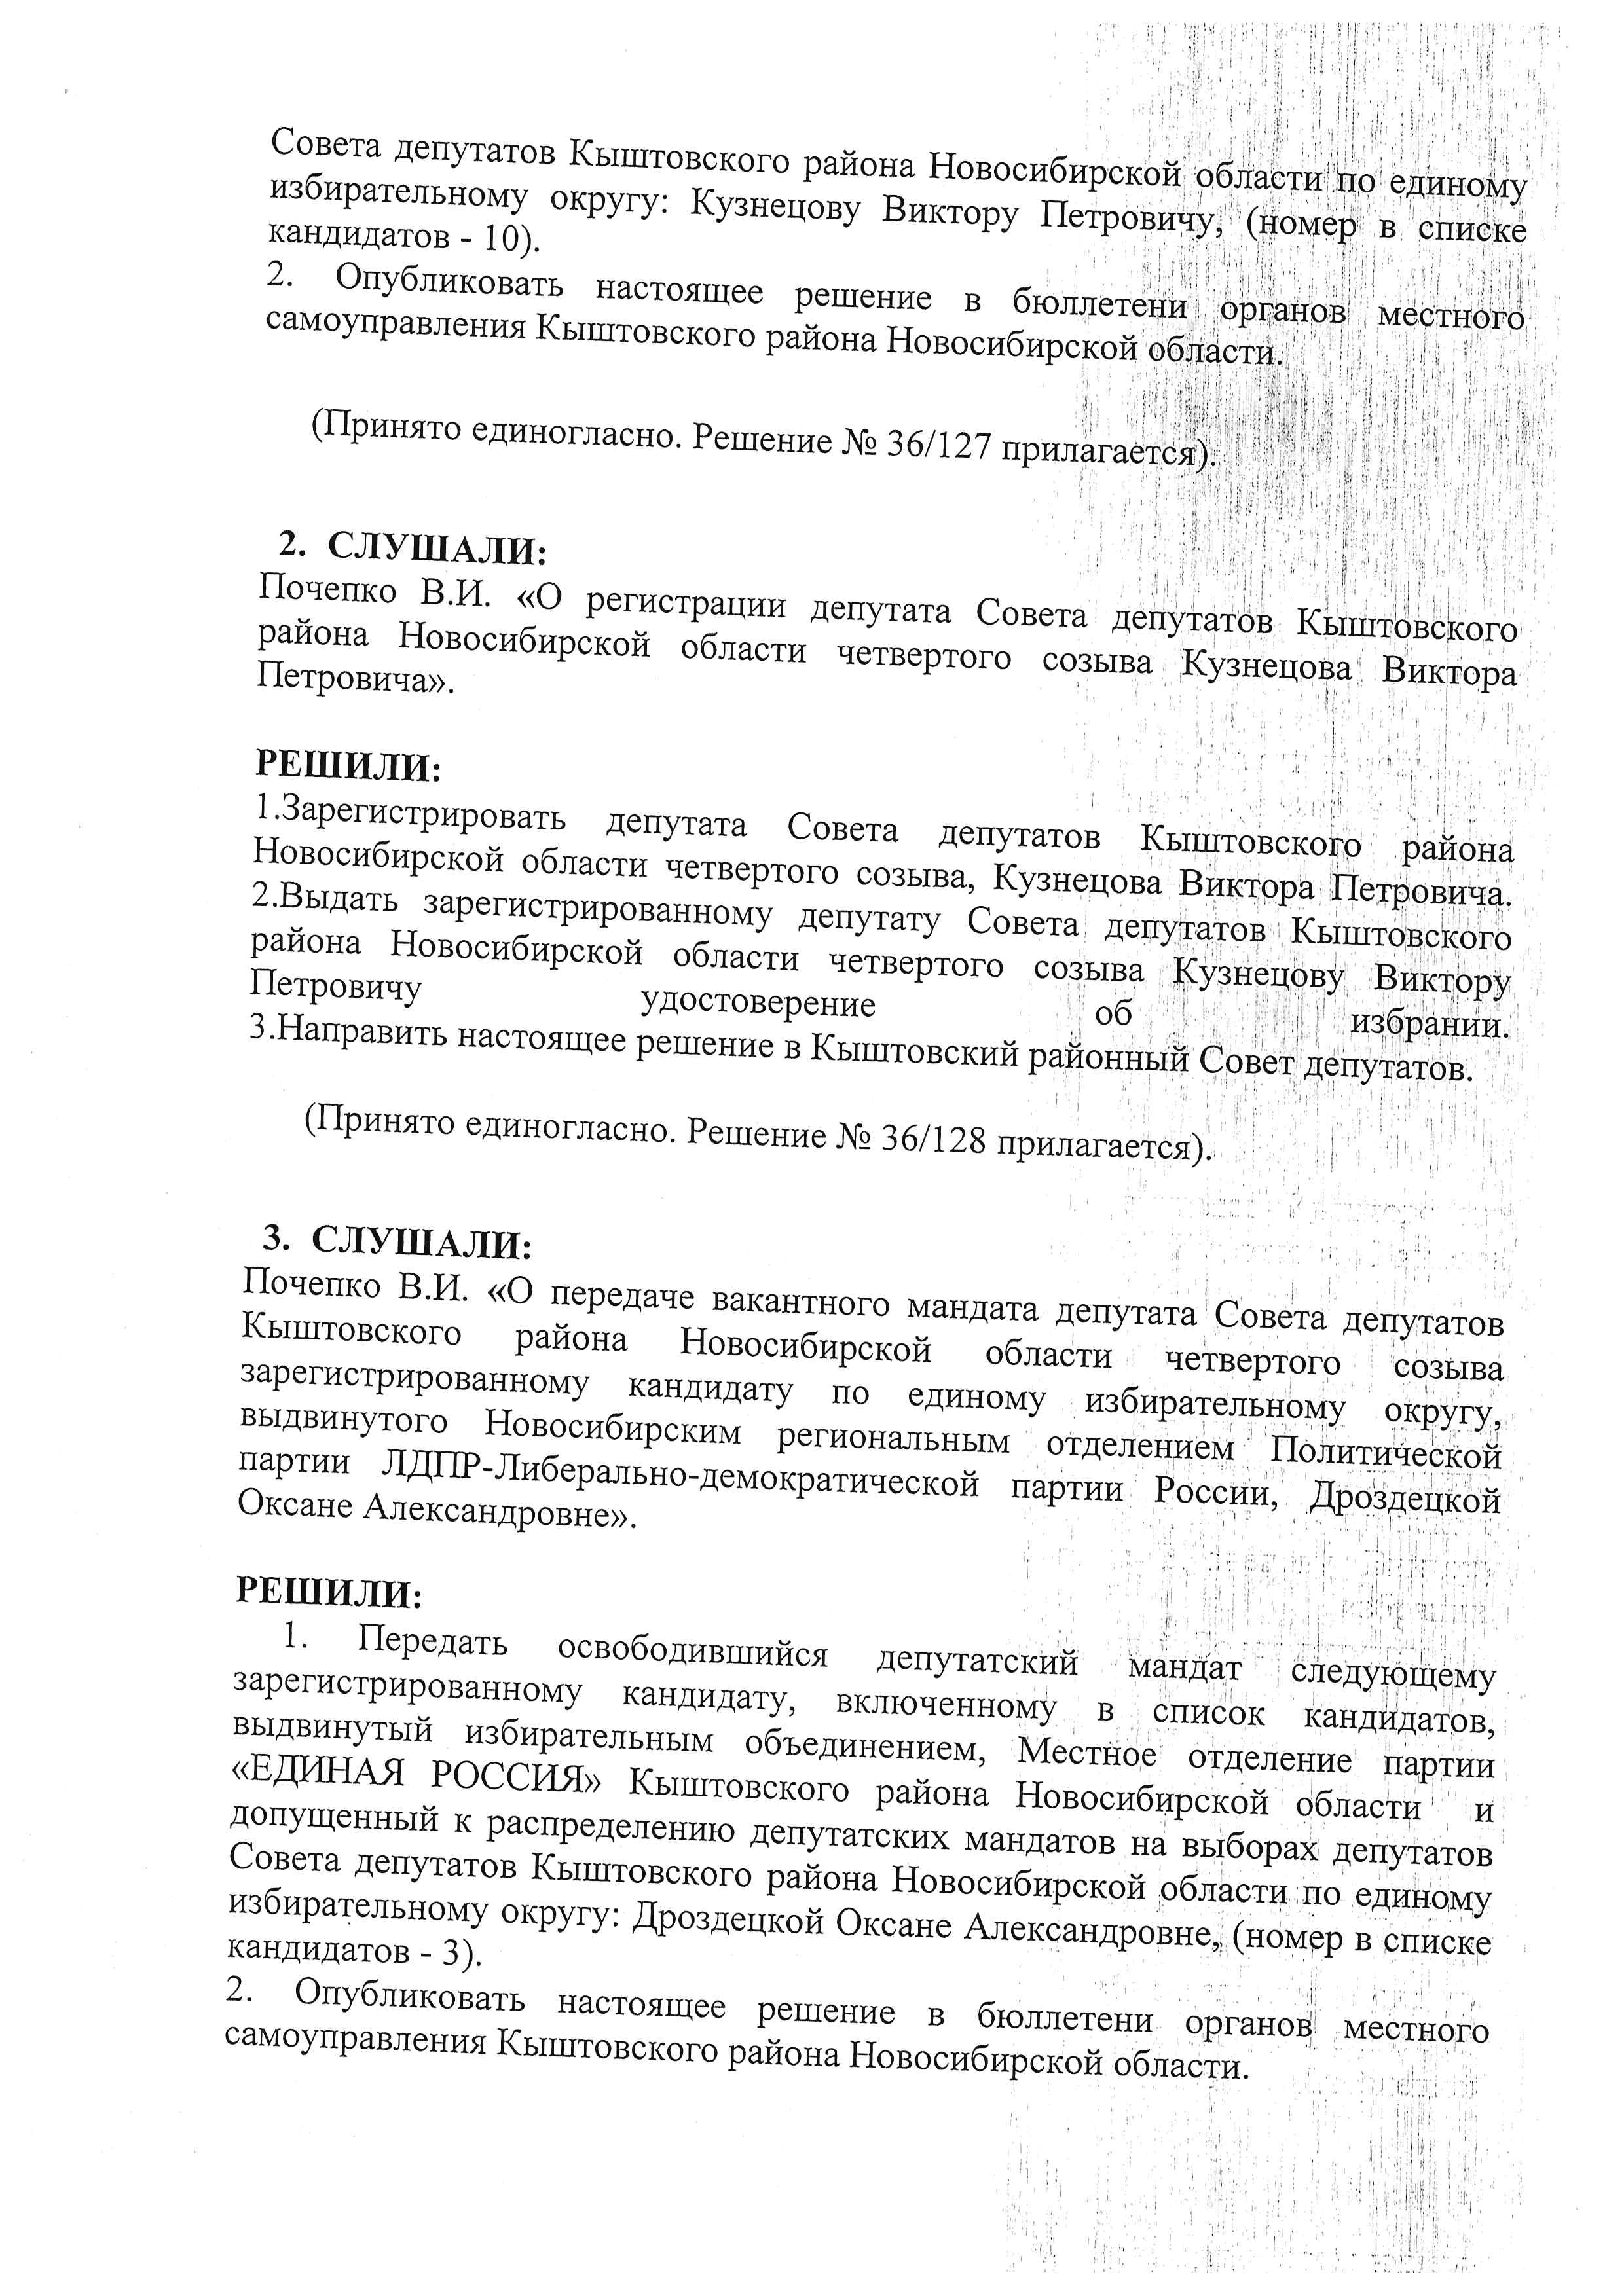 Совета депутатов Кыштовского района Новосибирской области по единому
избирательному округу: Кузнецову Виктору Петровичу, (номер в списке
кандидатов - 10).
2. Опубликовать настоящее решение в бюллетени органов местного
самоуправления Кыштовского района Новосибирской области.
(Принято единогласно. Решение № 36/127 прилагается).
2. СЛУШАЛИ:
Почепко В.И. «О регистрации депутата Совета депутатов Кыштовского
района Новосибирской области четвертого созыва Кузнецова Виктора
Петровича».
РЕШИЛИ:
1.Зарегистрировать депутата Совета депутатов Кыштовского района
Новосибирской области четвертого созыва, Кузнецова Виктора Петровича.
2.Выдать зарегистрированному депутату Совета депутатов Кыштовского
района Новосибирской области четвертого созыва Кузнецову Виктору
Петровичу удостоверение об избрании.
3.Направить настоящее решение в Кыштовский районный Совет депутатов.
(Принято единогласно. Решение № 36/128 прилагается).
3. СЛУШАЛИ:
Почепко В.И. «О передаче вакантного мандата депутата Совета депутатов
Кыштовского района Новосибирской области четвертого созыва
зарегистрированному кандидату по единому избирательному округу,
выдвинутого Новосибирским региональным отделением Политической
партии ЛДПР-Либерально-демократической партии России, Дроздецкой
Оксане Александровне».
РЕШИЛИ:
1. Передать освободившийся депутатский мандат следующему
зарегистрированному кандидату, включенному в список кандидатов,
выдвинутый избирательным объединением, Местное отделение партии
«ЕДИНАЯ РОССИЯ» Кыштовского района Новосибирской области и
допущенный к распределению депутатских мандатов на выборах депутатов
Совета депутатов Кыштовского района Новосибирской области по единому
избирательному округу: Дроздецкой Оксане Александровне, (номер в списке
кандидатов - 3).
2. Опубликовать настоящее решение в бюллетени органов местного
самоуправления Кыштовского района Новосибирской области.